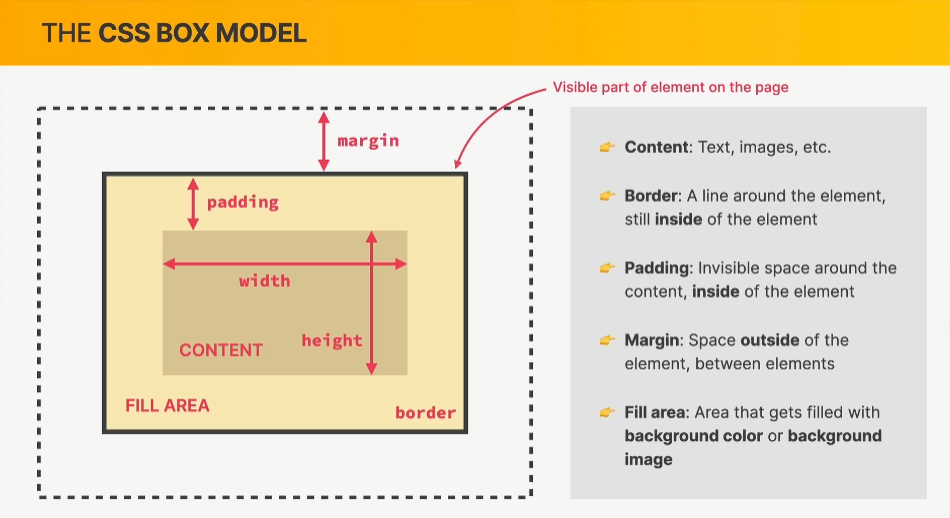 THE CSS BOX MODEL
Visible part of element on the page
margin
padding
width
height
CONTENT
FILL AREA
border
👉 Content: Text, images, etc.
👉 Border: A line around the element,
still inside of the element
👉 Padding: Invisible space around the
content, inside of the element
👉 Margin: Space outside of the
element, between elements
👉 Fill area: Area that gets filled with
background color or background
image